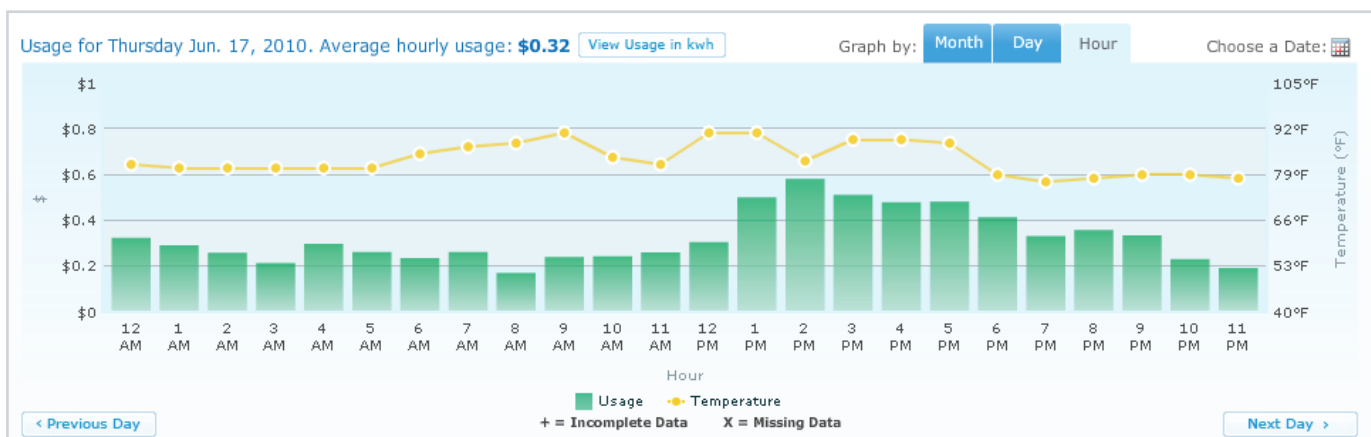 Usage for Thursday Jun. 17, 2010. Average hourly usage: $0.32 View Usage in kwh Graph by: Month Day Hour Choose a Date:
$1 105°F
$0.8 92°F
$0.6 79°F
$ Temperature (°F)
$0.4 66°F
$0.2 53°F
$0 40°F
12 1 2 3 4 5 6 7 8 9 10 11 12 1 2 3 4 5 6 7 8 9 10 11
AM AM AM AM AM AM AM AM AM AM AM AM PM PM PM PM PM PM PM PM PM PM PM PM
Hour
Usage Temperature
‹ Previous Day + = Incomplete Data X = Missing Data Next Day ›